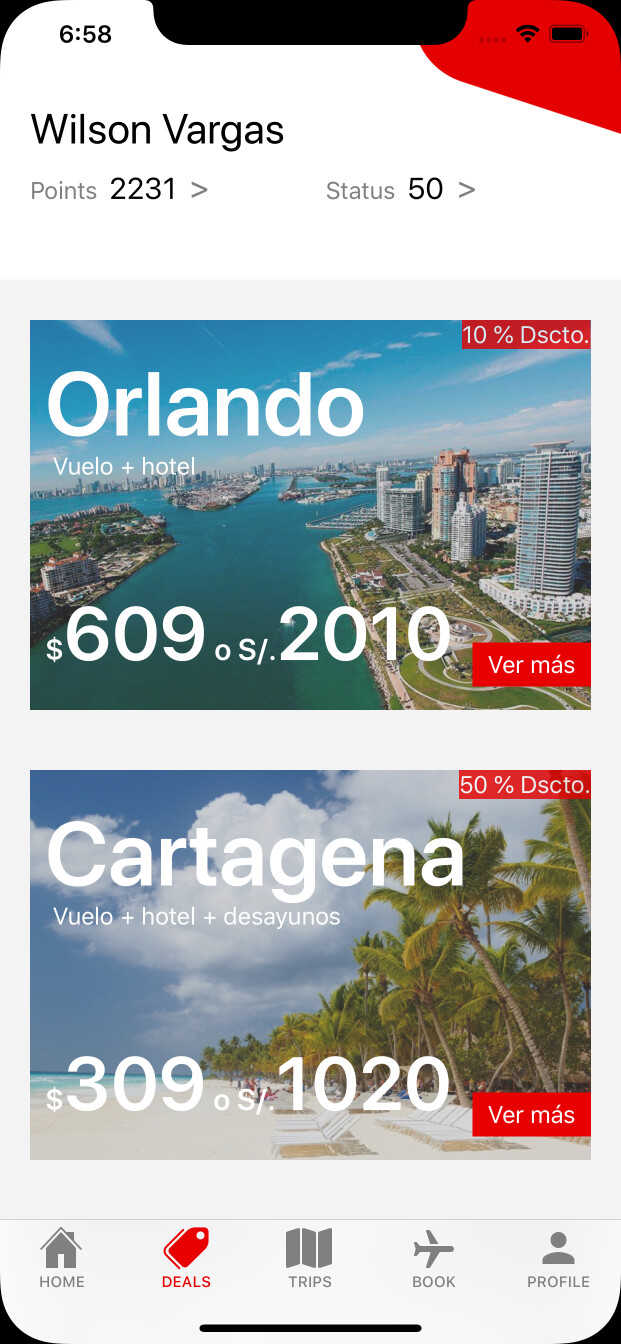 6:58
Wilson Vargas
Points 2231 >
Status 50 >
10 % Dscto.
Orlando
Vuelo + hotel
$609 o S/.2010
Ver más
50 % Dscto.
Cartagena
Vuelo + hotel + desayunos
$309 o S/.1020
Ver más
HOME
DEALS
TRIPS
BOOK
PROFILE